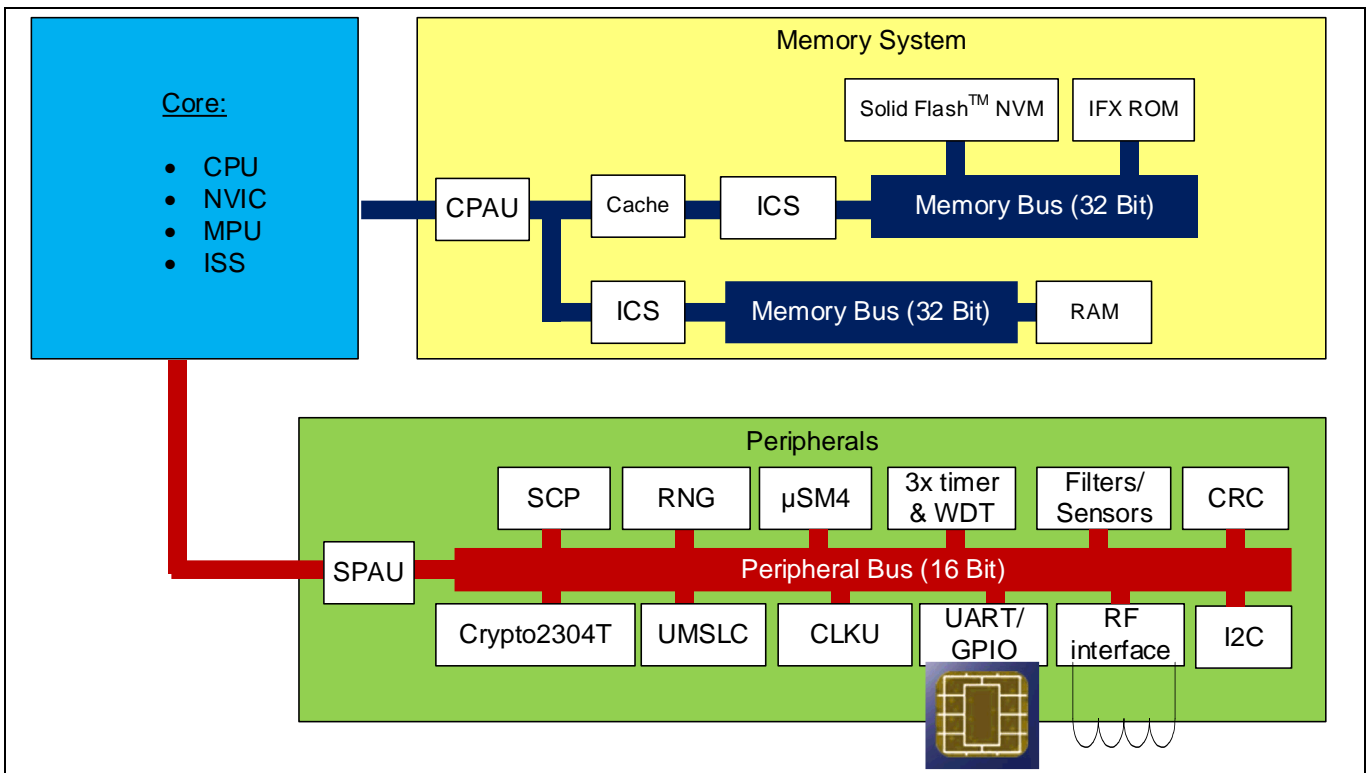 Core:
• CPU
• NVIC
• MPU
• ISS
Memory System
Solid Flash™ NVM
IFX ROM
CPAU
Cache
ICS
Memory Bus (32 Bit)
ICS
Memory Bus (32 Bit)
RAM
Peripherals
SCP
RNG
µSM4
3x timer
& WDT
Filters/
Sensors
CRC
SPAU
Peripheral Bus (16 Bit)
Crypto2304T
UMSLC
CLKU
UART/
GPIO
RF
interface
I2C